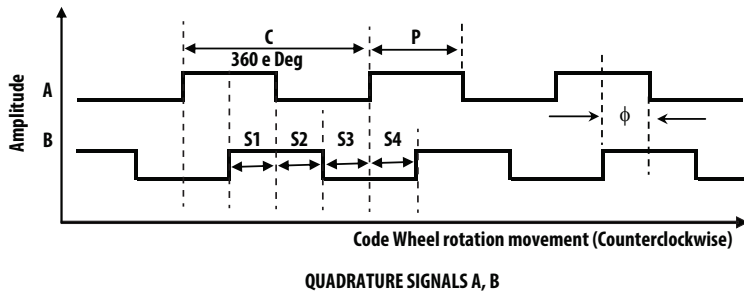 C
P
360 e Deg
Amplitude
A
ϕ
B
S1 S2 S3 S4
Code Wheel rotation movement (Counterclockwise)
QUADRATURE SIGNALS A, B